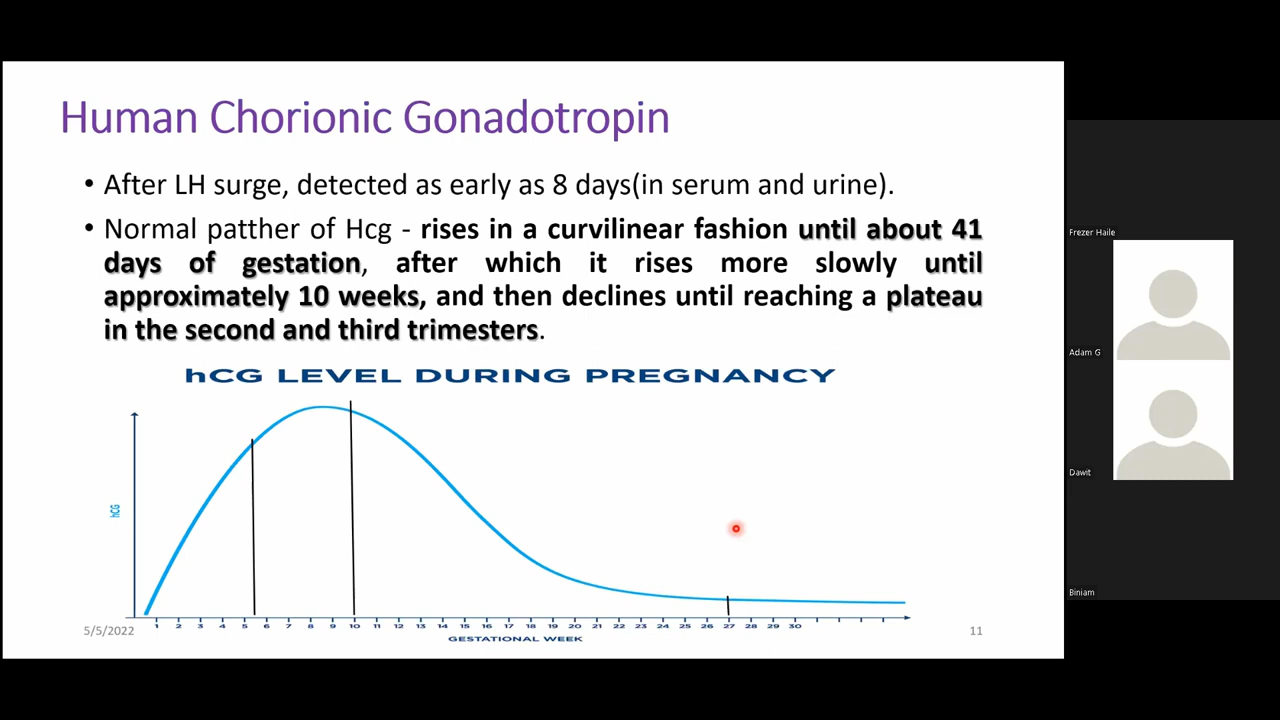 Human Chorionic Gonadotropin
• After LH surge, detected as early as 8 days(in serum and urine).
• Normal patther of Hcg - rises in a curvilinear fashion until about 41
days of gestation, after which it rises more slowly until
approximately 10 weeks, and then declines until reaching a plateau
in the second and third trimesters.
hCG LEVEL DURING PREGNANCY
hCG
1 2 3 4 5 6 7 8 9 10 11 12 13 14 15 16 17 18 19 20 21 22 23 24 25 26 27 28 29 30
GESTATIONAL WEEK
5/5/2022
11
Frezer Haile
Adam G
Dawit
Biniam